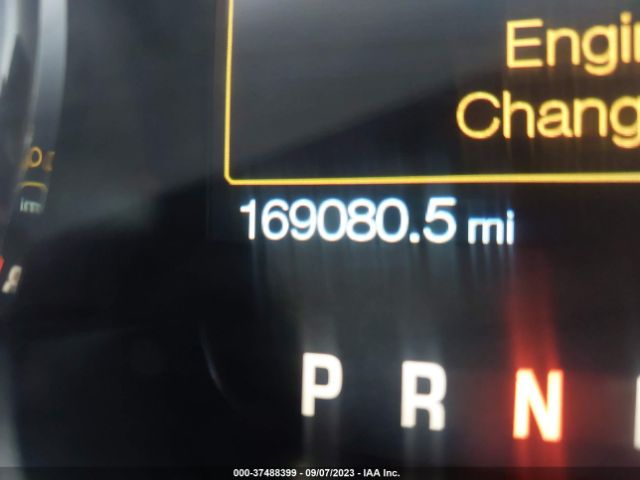 Engi
Chang
169080.5 mi
P R N
000-37488399 - 09/07/2023 - IAA Inc.